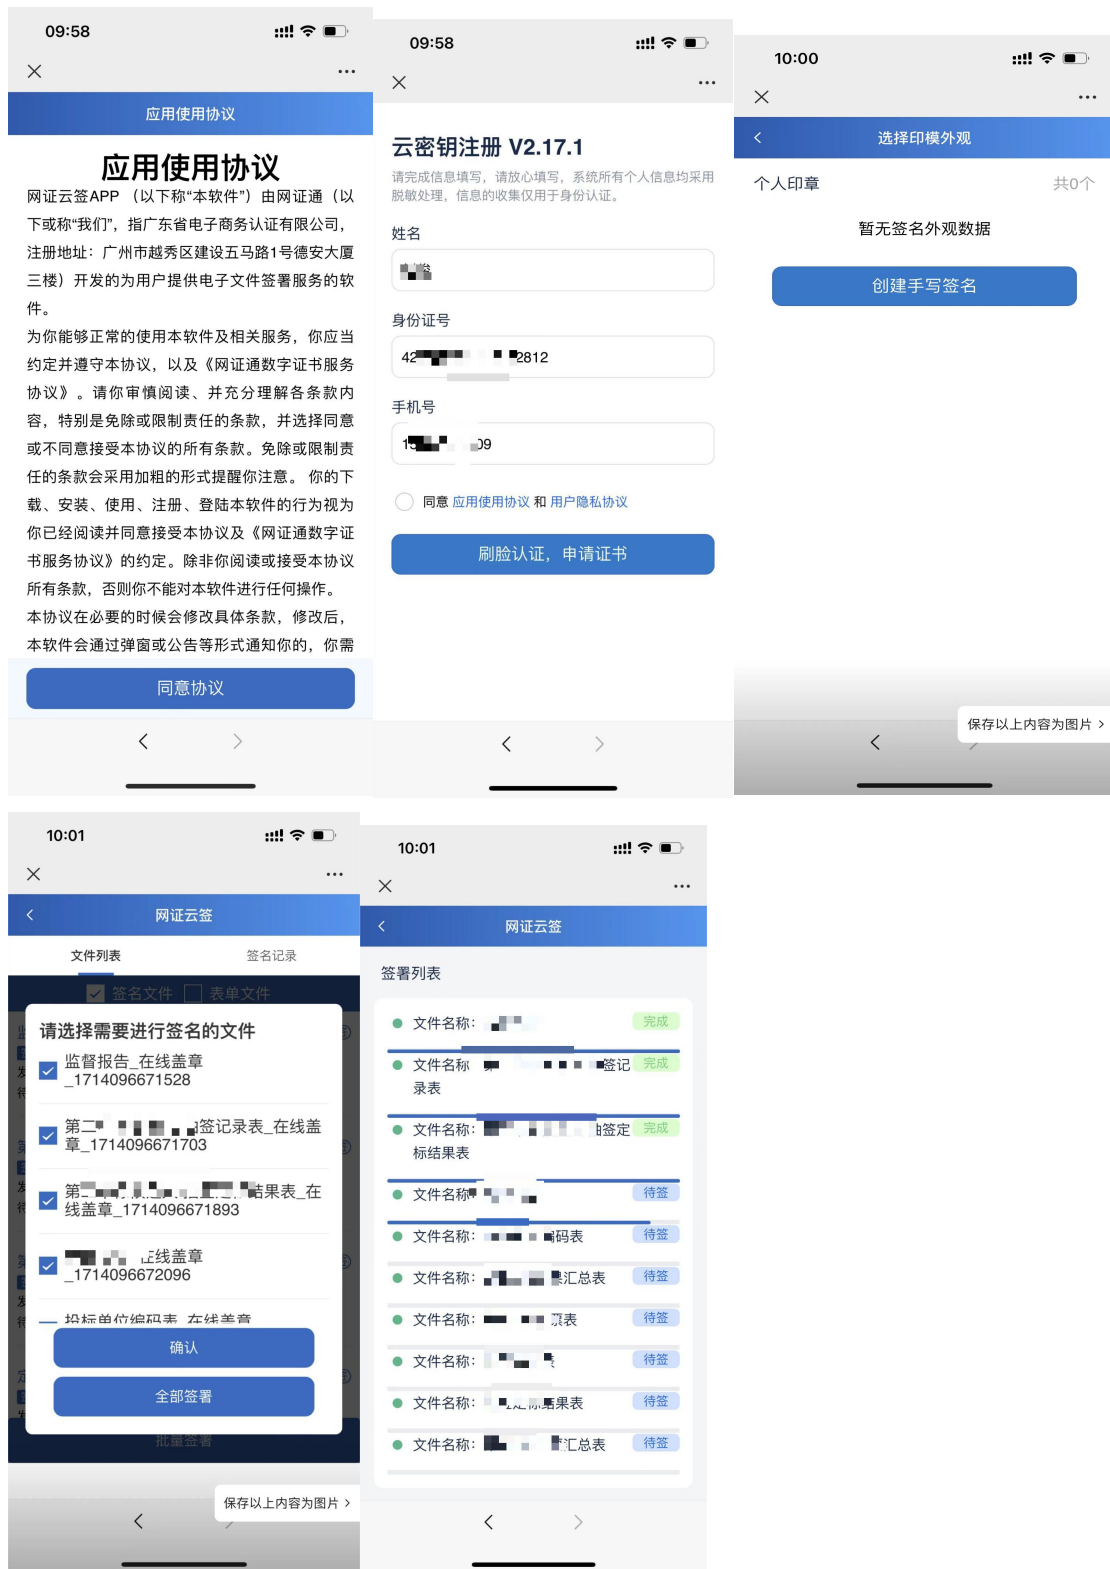 09:58
应用使用协议
应用使用协议
网证云签APP （以下称“本软件”）由网证通（以
下或称“我们”，指广东省电子商务认证有限公司，
注册地址：广州市越秀区建设五马路1号德安大厦
三楼）开发的为用户提供电子文件签署服务的软
件。
为你能够正常的使用本软件及相关服务，你应当
约定并遵守本协议，以及《网证通数字证书服务
协议》。请你审慎阅读、并充分理解各条款内
容，特别是免除或限制责任的条款，并选择同意
或不同意接受本协议的所有条款。免除或限制责
任的条款会采用加粗的形式提醒你注意。 你的下
载、安装、使用、注册、登陆本软件的行为视为
你已经阅读并同意接受本协议及《网证通数字证
书服务协议》的约定。除非你阅读或接受本协议
所有条款，否则你不能对本软件进行任何操作。
本协议在必要的时候会修改具体条款，修改后，
本软件会通过弹窗或公告等形式通知你的，你需
同意协议
09:58
云密钥注册 V2.17.1
请完成信息填写，请放心填写，系统所有个人信息均采用
脱敏处理，信息的收集仅用于身份认证。
姓名
身份证号
42 2812
手机号
1 09
同意 应用使用协议 和 用户隐私协议
刷脸认证，申请证书
10:00
选择印模外观
个人印章 共0个
暂无签名外观数据
创建手写签名
保存以上内容为图片 >
10:01
网证云签
文件列表 签名记录
签名文件 表单文件
请选择需要进行签名的文件
监督报告_在线盖章
_1714096671528
第二 签记录表_在线盖
章_1714096671703
第 结果表_在
线盖章_1714096671893
在线盖章
_1714096672096
投标单位编码表_在线盖章
确认
全部签署
批量签署
保存以上内容为图片 >
10:01
网证云签
签署列表
文件名称： 完成
文件名称 签记 完成
录表
文件名称： 抽签定 完成
标结果表
文件名称 待签
文件名称： 编码表 待签
文件名称： 果汇总表 待签
文件名称： 票表 待签
文件名称： 待签
文件名称： 定标结果表 待签
文件名称： 汇总表 待签